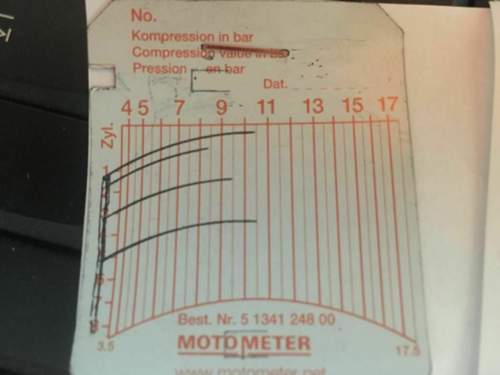 No.
Kompression in bar
Compression value in bar
Pression en bar
Dat.
4 5 7 9 11 13 15 17
Zyl.
3.5 17.5
Best. Nr. 5 1341 248 00
MOTOMETER
www.motometer.net